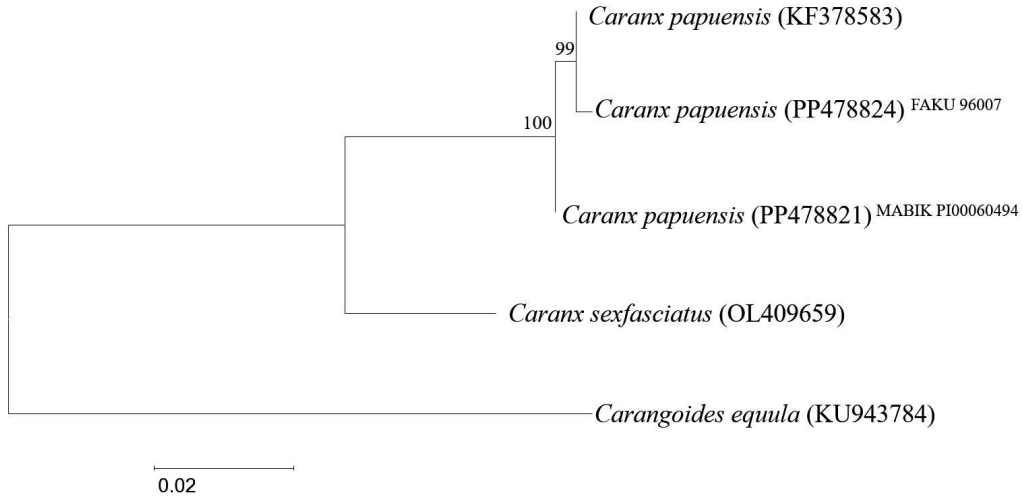 Caranx papuensis (KF378583)
99
Caranx papuensis (PP478824) FAKU 96007
100
Caranx papuensis (PP478821) MABIK PI00060494
Caranx sexfasciatus (OL409659)
Carangoides equula (KU943784)
0.02